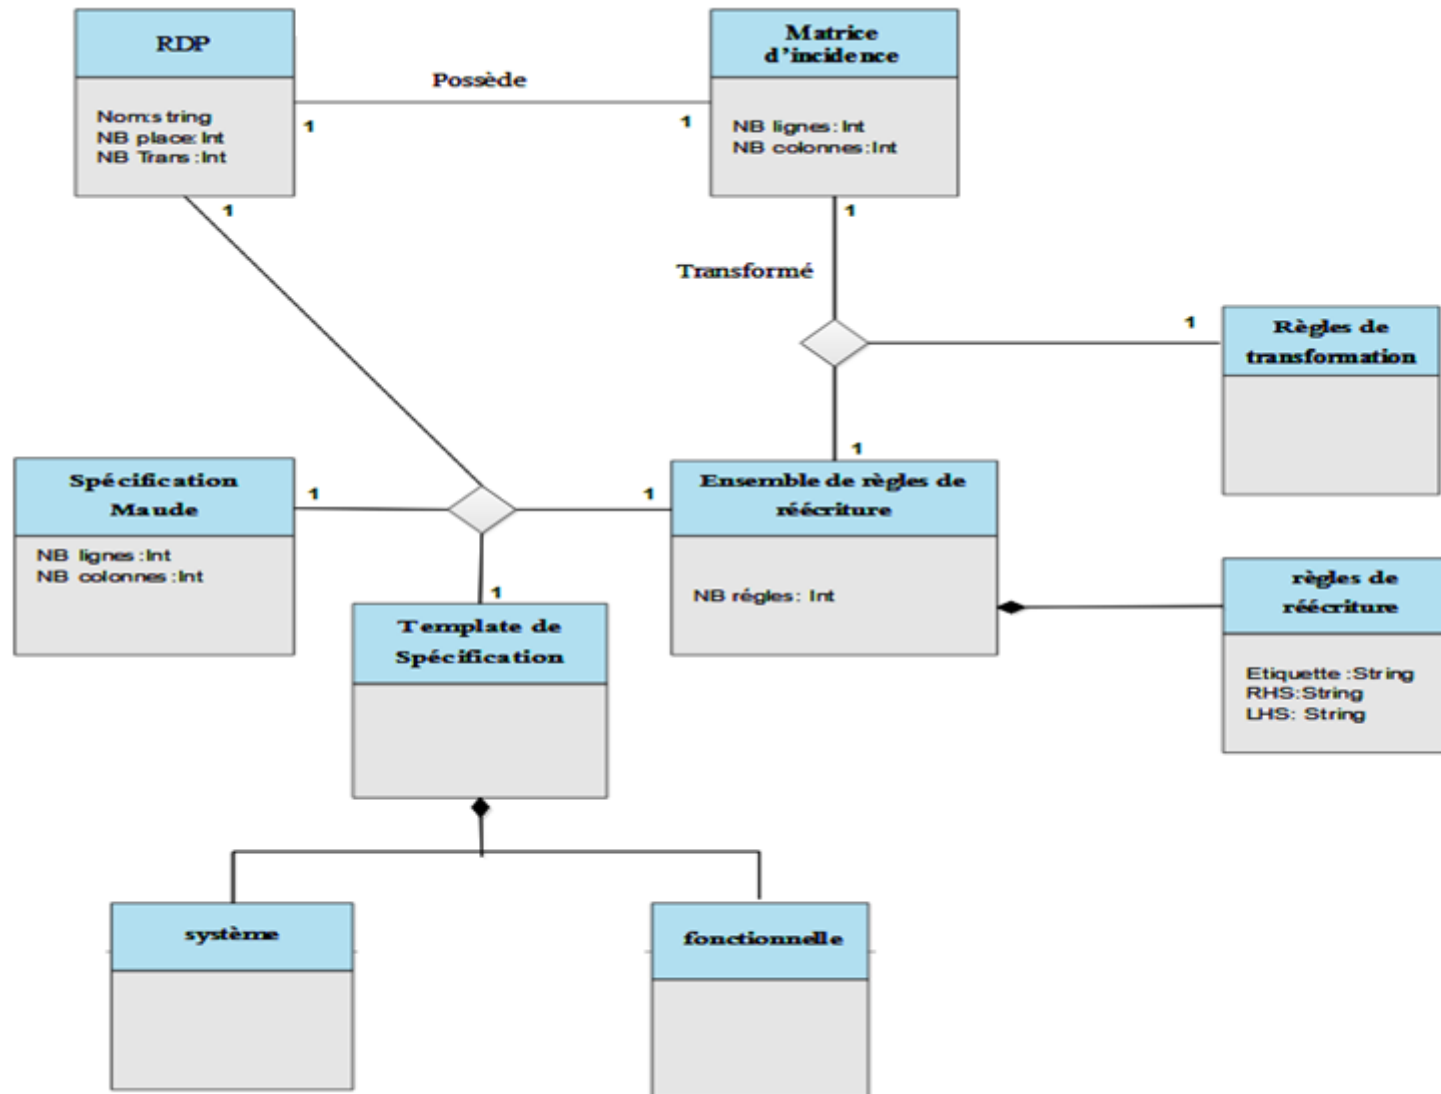 RDP
Nom:string
NB place:Int
NB Trans:Int
1
1
Possède
1
Matrice
d'incidence
NB lignes:Int
NB colonnes:Int
1
Transformé
1
Règles de
transformation
1
Spécification
Maude
NB lignes:Int
NB colonnes:Int
1
1
Ensemble de règles de
réécriture
NB régles: Int
1
Template de
Spécification
règles de
réécriture
Etiquette:String
RHS:String
LHS: String
système
fonctionnelle